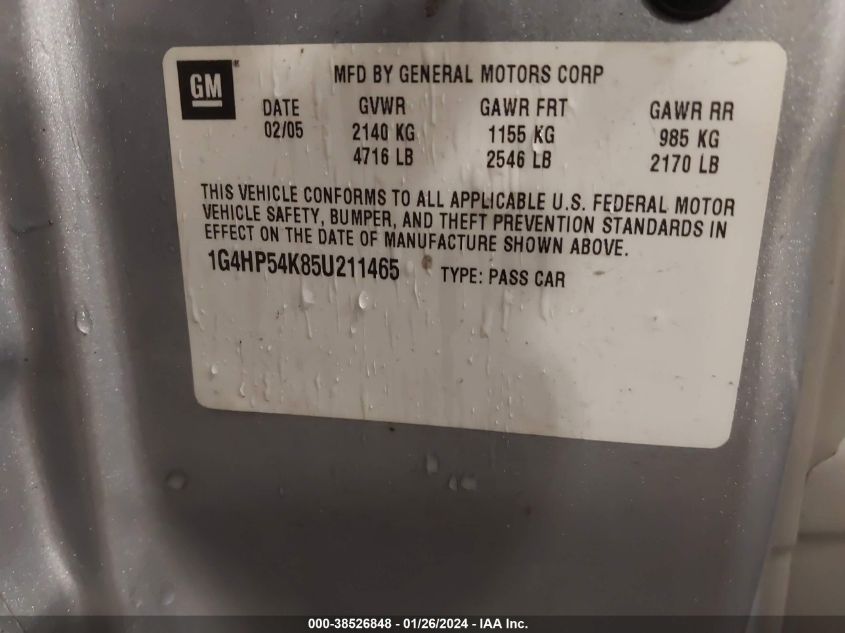 GM
MFD BY GENERAL MOTORS CORP
DATE GVWR GAWR FRT GAWR RR
02/05 2140 KG 1155 KG 985 KG
4716 LB 2546 LB 2170 LB
THIS VEHICLE CONFORMS TO ALL APPLICABLE U.S. FEDERAL MOTOR
VEHICLE SAFETY, BUMPER, AND THEFT PREVENTION STANDARDS IN
EFFECT ON THE DATE OF MANUFACTURE SHOWN ABOVE.
1G4HP54K85U211465 TYPE: PASS CAR
000-38526848 - 01/26/2024 - IAA Inc.